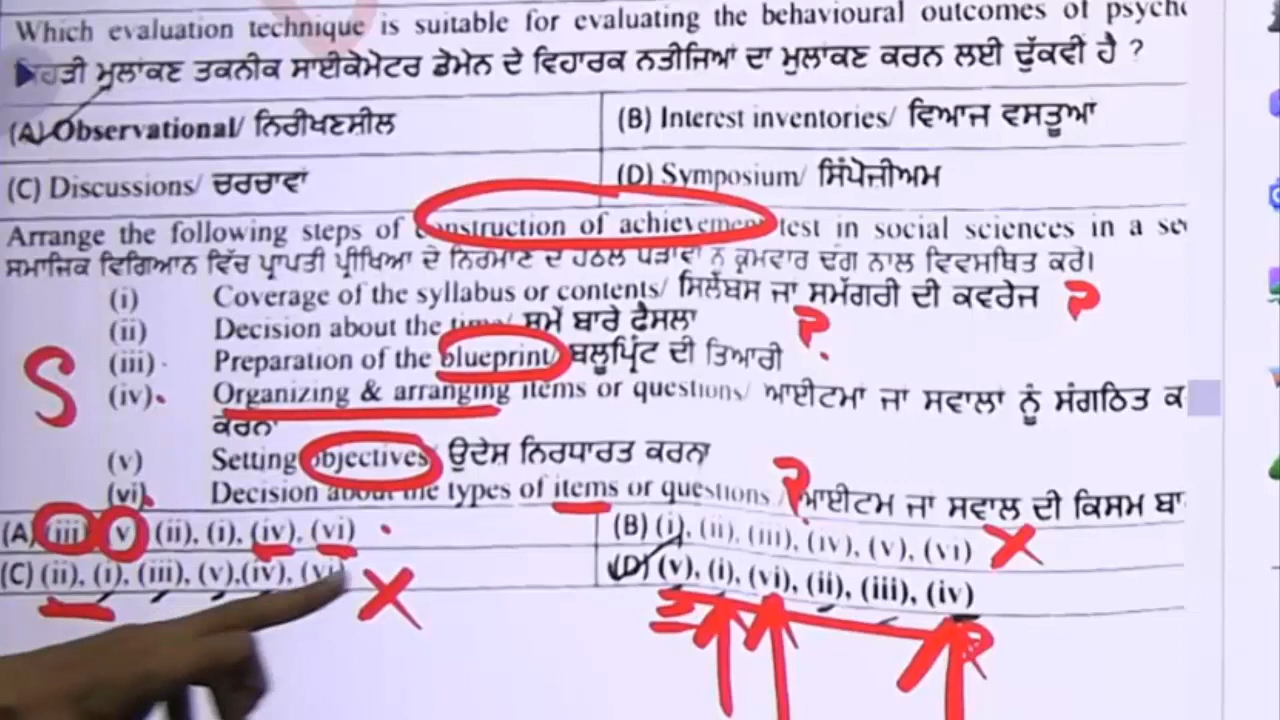 Which evaluation technique is suitable for evaluating the behavioural outcomes of
ਮੁਲਾਂਕਣ ਤਕਨੀਕ ਸਾਈਕੋਮੋਟਰ ਡੋਮੇਨ ਦੇ ਵਿਹਾਰਕ ਨਤੀਜਿਆਂ ਦਾ ਮੁਲਾਂਕਣ ਕਰਨ ਲਈ ਢੁੱਕਵੀਂ ਹੈ ?
(A) Observational/ ਨਿਰੀਖਣਸੀਲ
(B) Interest inventories/ ਵਿਆਜ ਵਸਤੂਆਂ
(C) Discussions/ ਚਰਚਾਵਾਂ
(D) Symposium/ ਸਿੰਪੋਜ਼ੀਅਮ
Arrange the following steps of construction of achievement test in social sciences in a
ਸਮਾਜਿਕ ਵਿਗਿਆਨ ਵਿੱਚ ਪ੍ਰਾਪਤੀ ਪ੍ਰੀਖਿਆ ਦੇ ਨਿਰਮਾਣ ਦੇ ਹੇਠਲੇ ਪੜਾਵਾਂ ਨੂੰ ਕ੍ਰਮਵਾਰ ਢੰਗ ਨਾਲ ਵਿਵਸਥਿਤ ਕਰੋ।
(i) Coverage of the syllabus or contents/ ਸਿਲੇਬਸ ਜਾਂ ਸਮੱਗਰੀ ਦੀ ਕਵਰੇਜ ?
(ii) Decision about the time/ ਸਮੇਂ ਬਾਰੇ ਫੈਸਲਾ ?
(iii) Preparation of the blueprint/ ਬਲੂਪ੍ਰਿੰਟ ਦੀ ਤਿਆਰੀ
(iv) Organizing & arranging items or questions/ ਆਈਟਮਾਂ ਜਾਂ ਸਵਾਲਾਂ ਨੂੰ ਸੰਗਠਿਤ
ਕਰਨਾ
(v) Setting objectives/ ਉਦੇਸ਼ ਨਿਰਧਾਰਤ ਕਰਨਾ
(vi) Decision about the types of items or questions / ਆਈਟਮ ਜਾਂ ਸਵਾਲ ਦੀ ਕਿਸਮ ?
(A) (iii), (v), (ii), (i), (iv), (vi)
(B) (i), (ii), (iii), (iv), (v), (vi)
(C) (ii), (i), (iii), (v),(iv), (vi)
(D) (v), (i), (vi), (ii), (iii), (iv)